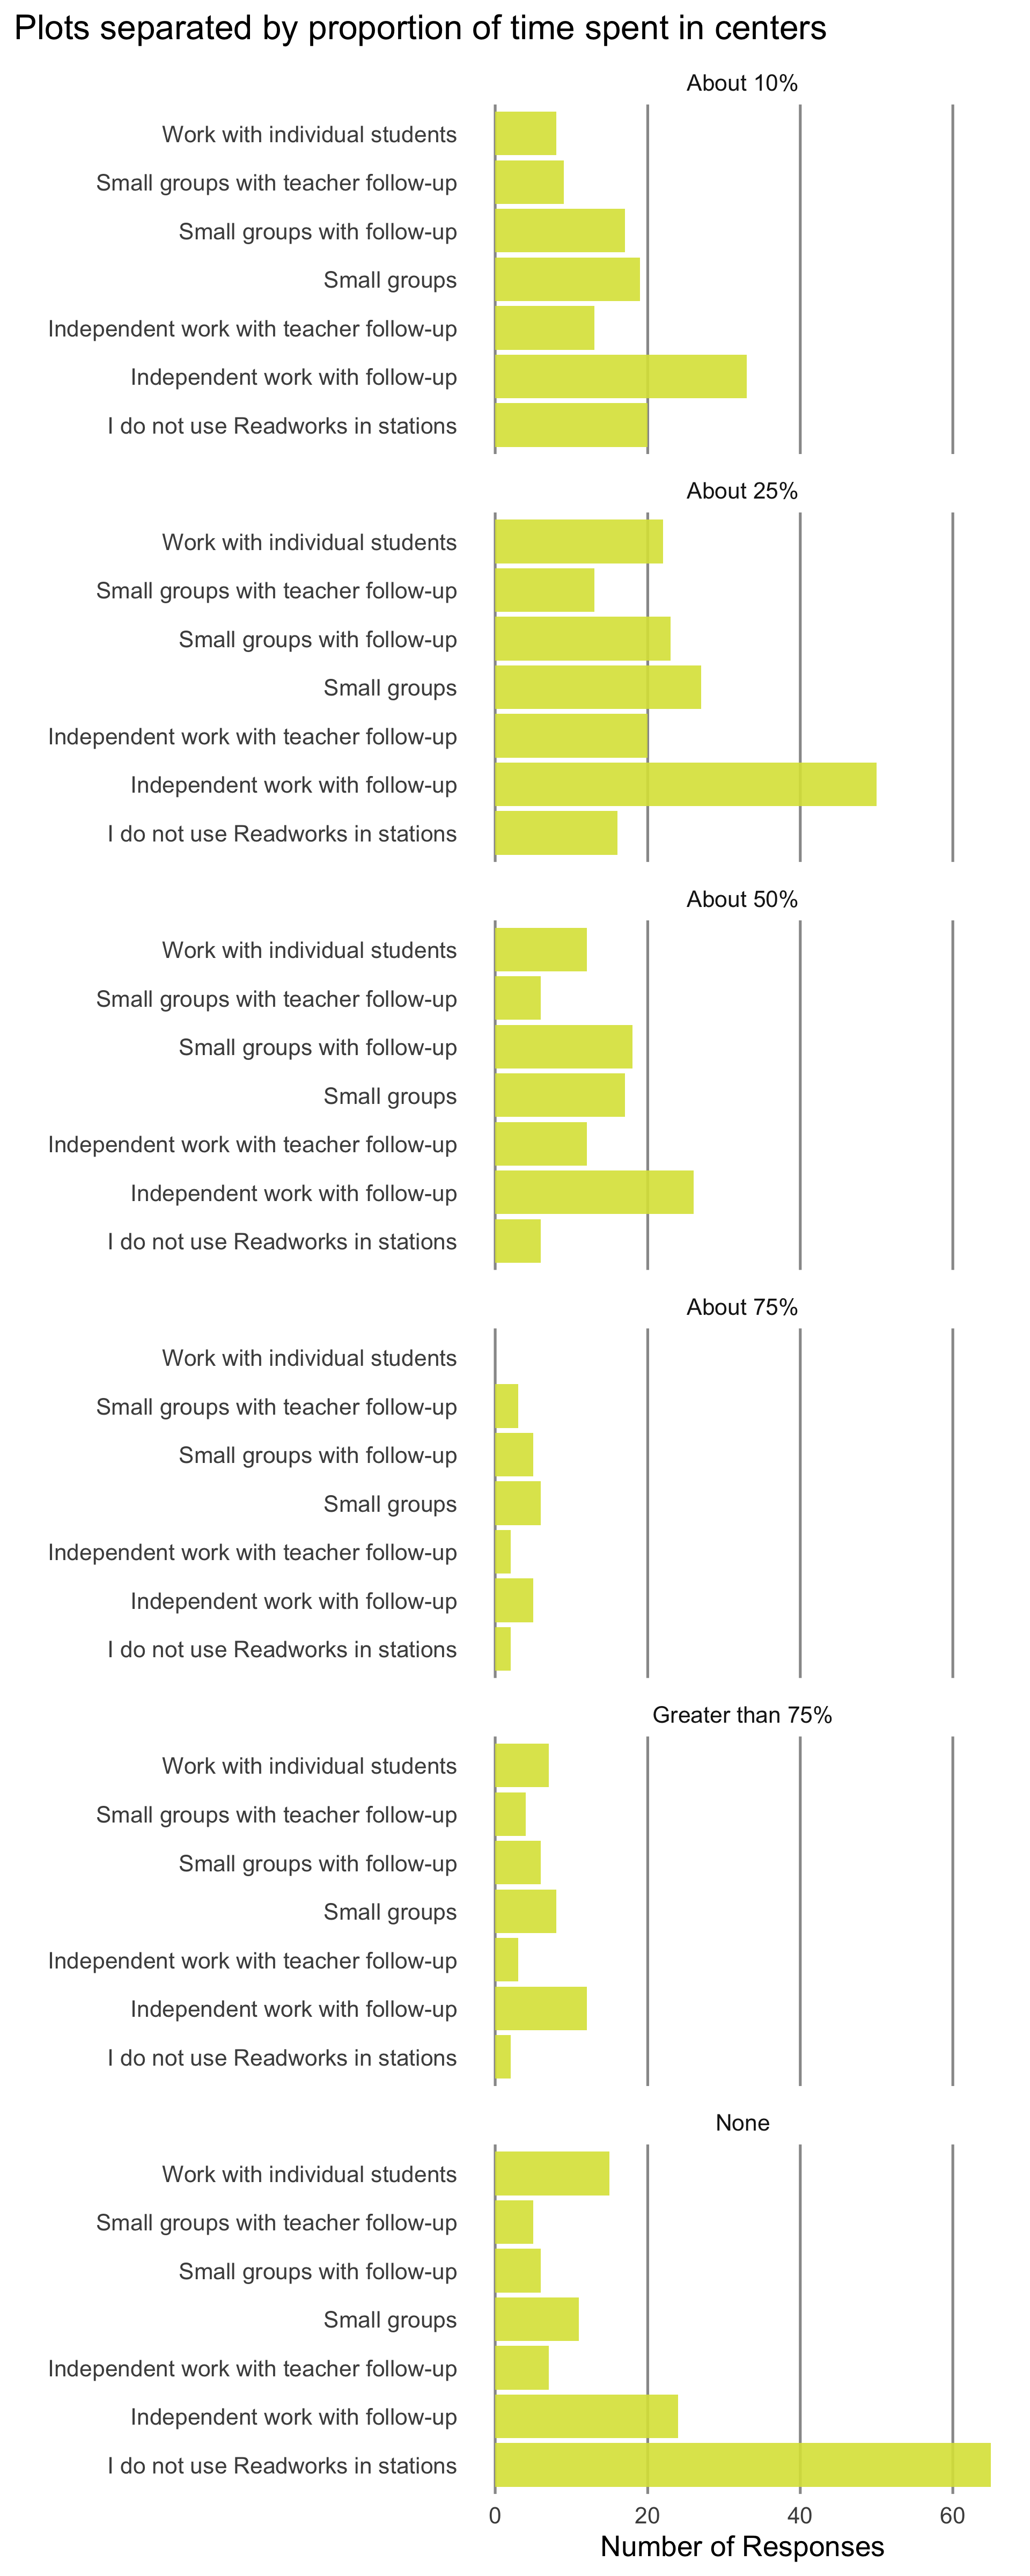 Plots separated by proportion of time spent in centers
About 10%
Work with individual students
Small groups with teacher follow-up
Small groups with follow-up
Small groups
Independent work with teacher follow-up
Independent work with follow-up
I do not use Readworks in stations
About 25%
Work with individual students
Small groups with teacher follow-up
Small groups with follow-up
Small groups
Independent work with teacher follow-up
Independent work with follow-up
I do not use Readworks in stations
About 50%
Work with individual students
Small groups with teacher follow-up
Small groups with follow-up
Small groups
Independent work with teacher follow-up
Independent work with follow-up
I do not use Readworks in stations
About 75%
Work with individual students
Small groups with teacher follow-up
Small groups with follow-up
Small groups
Independent work with teacher follow-up
Independent work with follow-up
I do not use Readworks in stations
Greater than 75%
Work with individual students
Small groups with teacher follow-up
Small groups with follow-up
Small groups
Independent work with teacher follow-up
Independent work with follow-up
I do not use Readworks in stations
None
Work with individual students
Small groups with teacher follow-up
Small groups with follow-up
Small groups
Independent work with teacher follow-up
Independent work with follow-up
I do not use Readworks in stations
0 20 40 60
Number of Responses